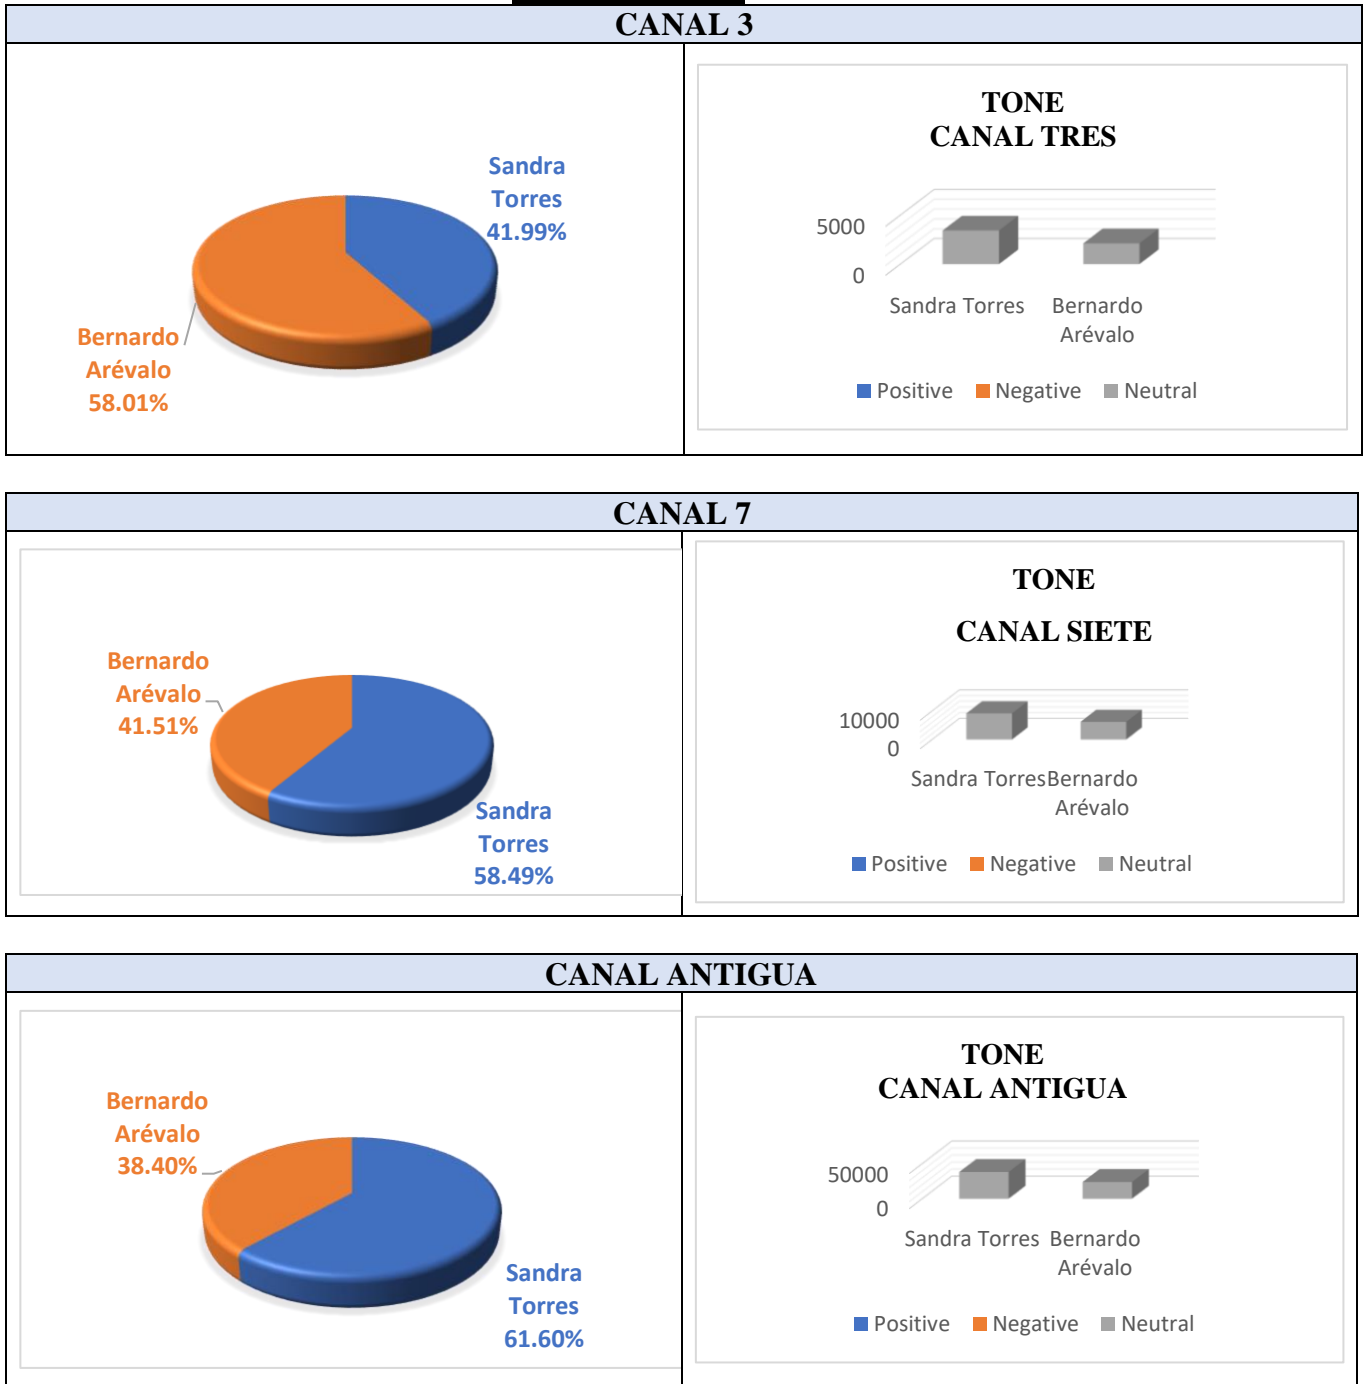 CANAL 3
Sandra
Torres
41.99%
Bernardo
Arévalo
58.01%
TONE
CANAL TRES
5000
0
Sandra Torres Bernardo
Arévalo
Positive Negative Neutral
CANAL 7
Bernardo
Arévalo
41.51%
Sandra
Torres
58.49%
TONE
CANAL SIETE
10000
0
Sandra TorresBernardo
Arévalo
Positive Negative Neutral
CANAL ANTIGUA
Bernardo
Arévalo
38.40%
Sandra
Torres
61.60%
TONE
CANAL ANTIGUA
50000
0
Sandra Torres Bernardo
Arévalo
Positive Negative Neutral